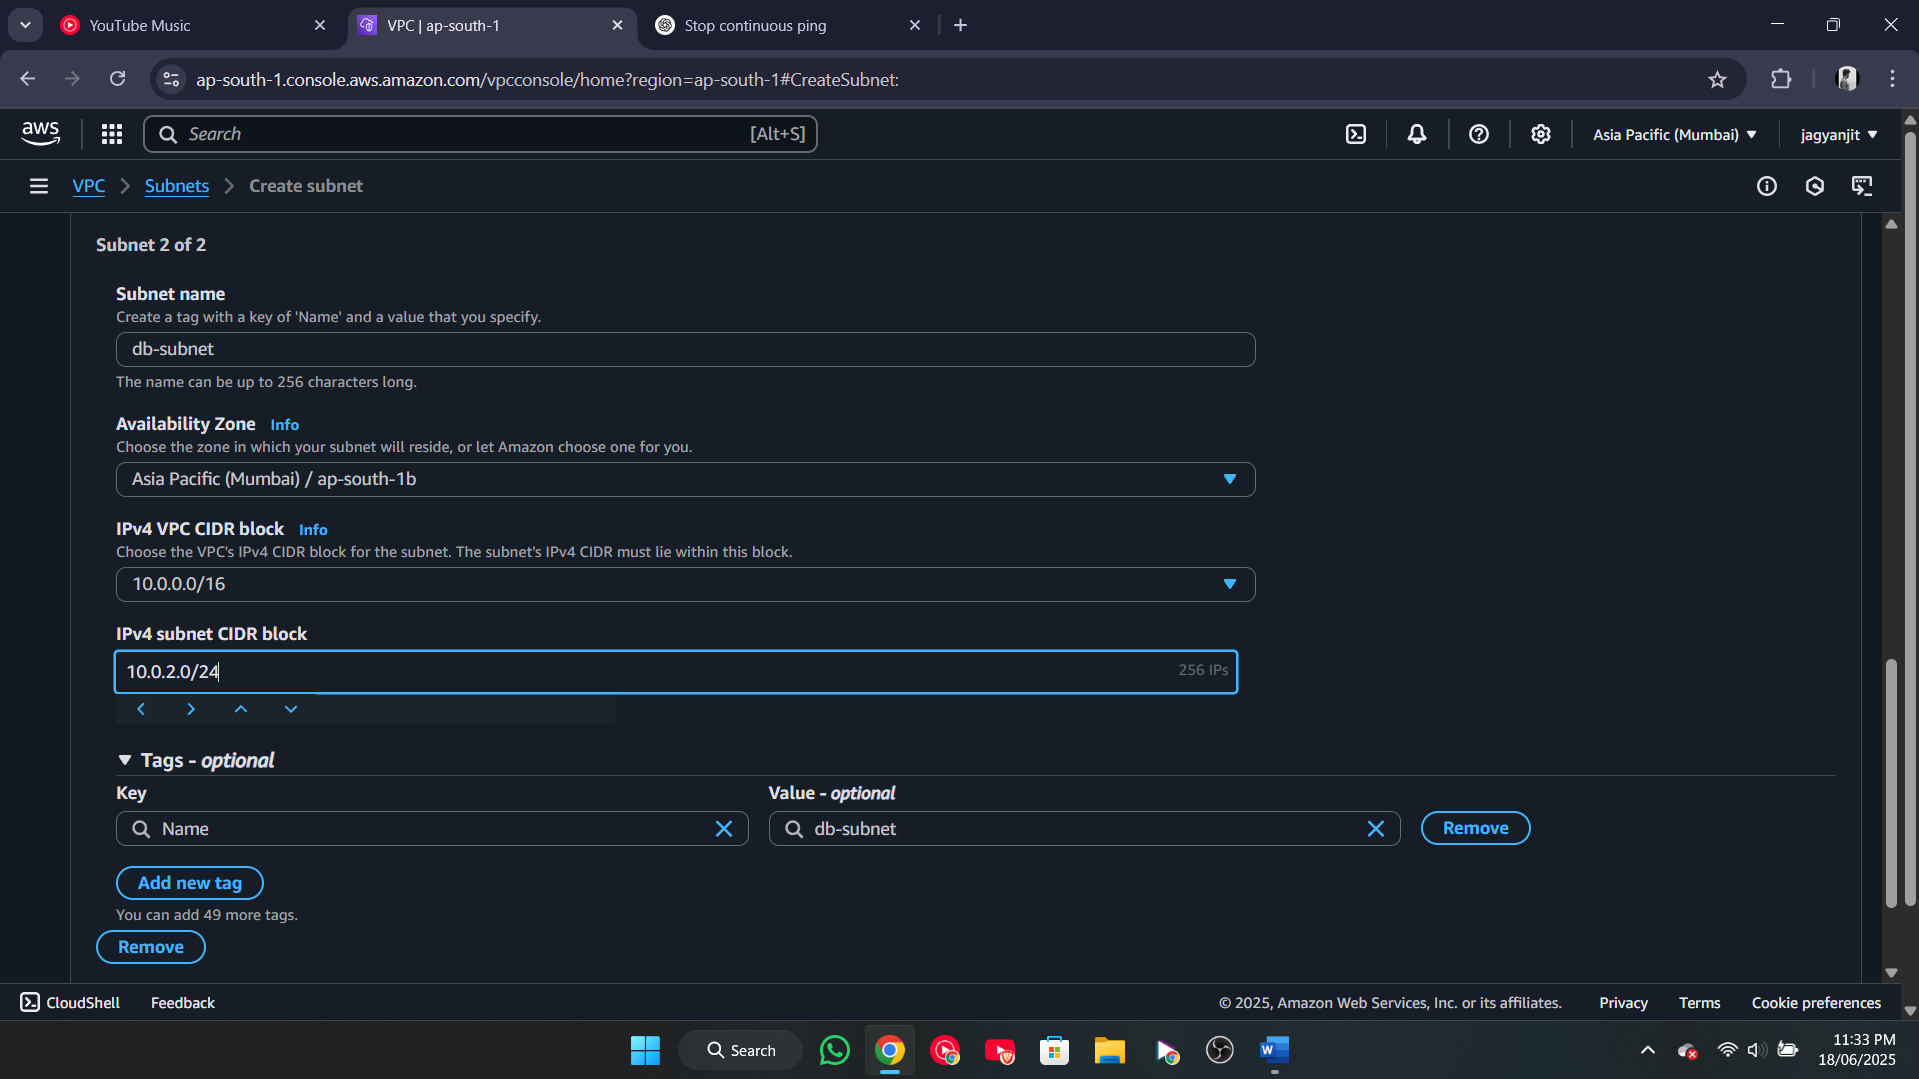 YouTube Music
VPC | ap-south-1
Stop continuous ping
ap-south-1.console.aws.amazon.com/vpcconsole/home?region=ap-south-1#CreateSubnet:
aws
Search
[Alt+S]
Asia Pacific (Mumbai)
jagyanjit
VPC
Subnets
Create subnet
Subnet 2 of 2
Subnet name
Create a tag with a key of 'Name' and a value that you specify.
db-subnet
The name can be up to 256 characters long.
Availability Zone Info
Choose the zone in which your subnet will reside, or let Amazon choose one for you.
Asia Pacific (Mumbai) / ap-south-1b
IPv4 VPC CIDR block Info
Choose the VPC's IPv4 CIDR block for the subnet. The subnet's IPv4 CIDR must lie within this block.
10.0.0.0/16
IPv4 subnet CIDR block
10.0.2.0/24
256 IPs
Tags - optional
Key
Value - optional
Name
db-subnet
Remove
Add new tag
You can add 49 more tags.
Remove
CloudShell
Feedback
© 2025, Amazon Web Services, Inc. or its affiliates.
Privacy
Terms
Cookie preferences
Search
11:33 PM
18/06/2025